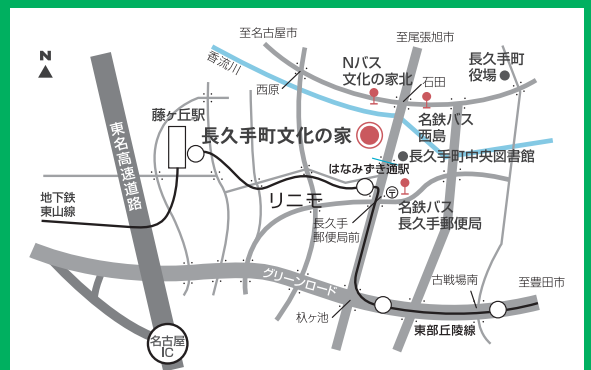 至名古屋市
至尾張旭市
N
香流川
Nバス
文化の家北
石田
長久手町
役場
西原
藤ヶ丘駅
名鉄バス
西島
長久手町文化の家
東名高速道路
はなみずき通駅
長久手町中央図書館
〒
地下鉄
東山線
リニモ
名鉄バス
長久手郵便局
長久手
郵便局前
グリーンロード
古戦場南
至豊田市
杁ヶ池
東部丘陵線
名古屋
IC